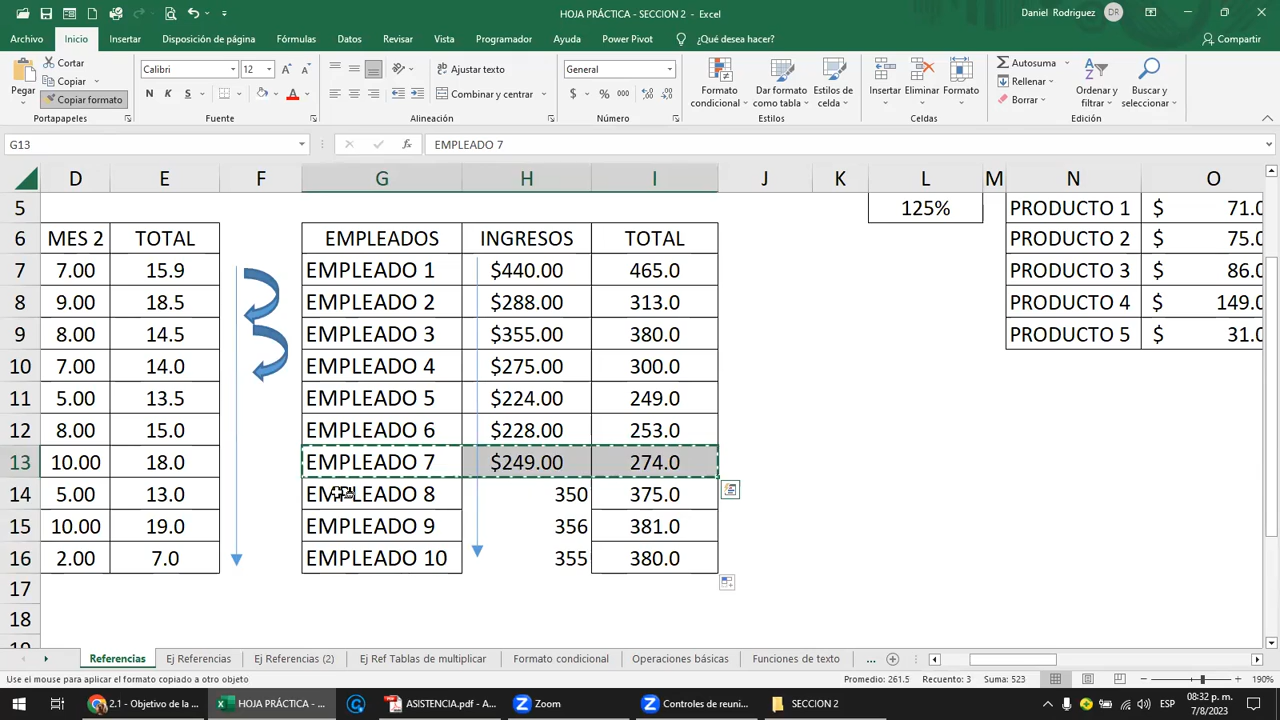 HOJA PRÁCTICA - SECCION 2 - Excel
Daniel Rodriguez DR
Archivo Inicio Insertar Disposición de página Fórmulas Datos Revisar Vista Programador Ayuda Power Pivot ¿Qué desea hacer? Compartir
Pegar
Cortar
Copiar
Copiar formato
Portapapeles
Calibri 12
N K S
Fuente
Ajustar texto
Combinar y centrar
Alineación
General
$ % 000
Número
Formato condicional
Dar formato como tabla
Estilos de celda
Estilos
Insertar
Eliminar
Formato
Celdas
Autosuma
Rellenar
Borrar
Ordenar y filtrar
Buscar y seleccionar
Edición
G13 fx EMPLEADO 7
D E F G H I J K L M N O
5 125% PRODUCTO 1 $ 71.0
6 MES 2 TOTAL EMPLEADOS INGRESOS TOTAL PRODUCTO 2 $ 75.0
7 7.00 15.9 EMPLEADO 1 $440.00 465.0 PRODUCTO 3 $ 86.0
8 9.00 18.5 EMPLEADO 2 $288.00 313.0 PRODUCTO 4 $ 149.0
9 8.00 14.5 EMPLEADO 3 $355.00 380.0 PRODUCTO 5 $ 31.0
10 7.00 14.0 EMPLEADO 4 $275.00 300.0
11 5.00 13.5 EMPLEADO 5 $224.00 249.0
12 8.00 15.0 EMPLEADO 6 $228.00 253.0
13 10.00 18.0 EMPLEADO 7 $249.00 274.0
14 5.00 13.0 EMPLEADO 8 350 375.0
15 10.00 19.0 EMPLEADO 9 356 381.0
16 2.00 7.0 EMPLEADO 10 355 380.0
17
18
Referencias Ej Referencias Ej Referencias (2) Ej Ref Tablas de multiplicar Formato condicional Operaciones básicas Funciones de texto ...
Use el mouse para aplicar el formato copiado a otro objeto Promedio: 261.5 Recuento: 3 Suma: 523 190%
2.1 - Objetivo de la ... HOJA PRÁCTICA - ... ASISTENCIA.pdf - A... Zoom Controles de reuni... SECCION 2 ESP 08:32 p. m.
7/8/2023